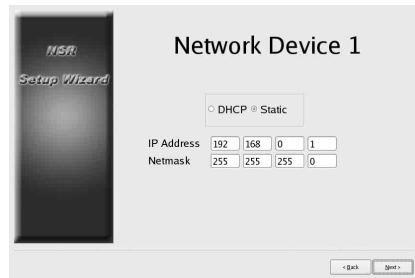 NSR
Setup Wizard
Network Device 1
DHCP Static
IP Address 192 168 0 1
Netmask 255 255 255 0
< Back Next >